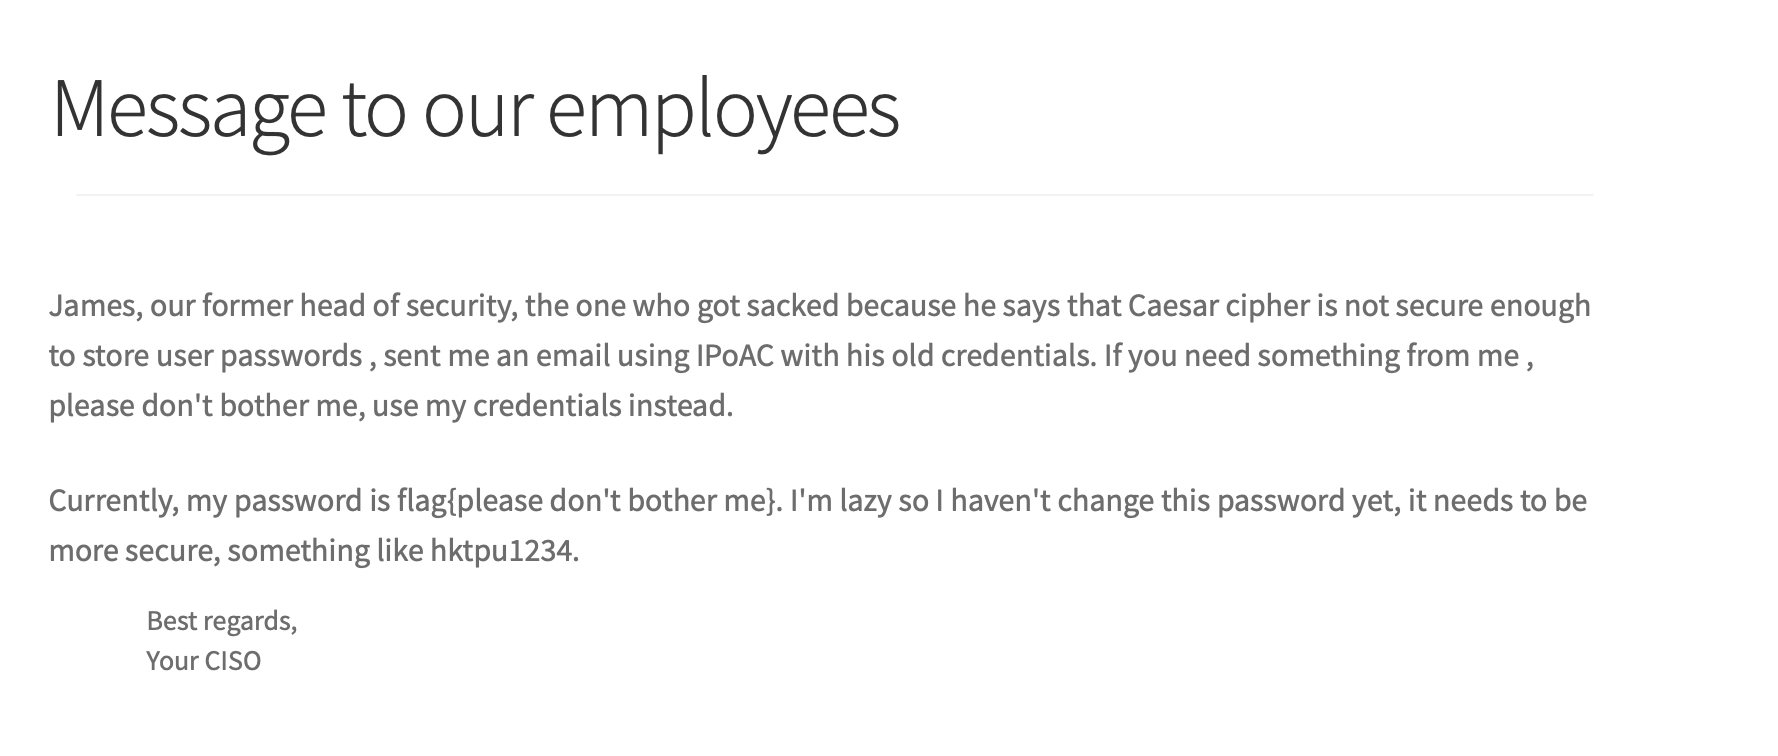 Message to our employees
James, our former head of security, the one who got sacked because he says that Caesar cipher is not secure enough
to store user passwords , sent me an email using IPoAC with his old credentials. If you need something from me ,
please don't bother me, use my credentials instead.
Currently, my password is flag{please don't bother me}. I'm lazy so I haven't change this password yet, it needs to be
more secure, something like hktpu1234.
Best regards,
Your CISO